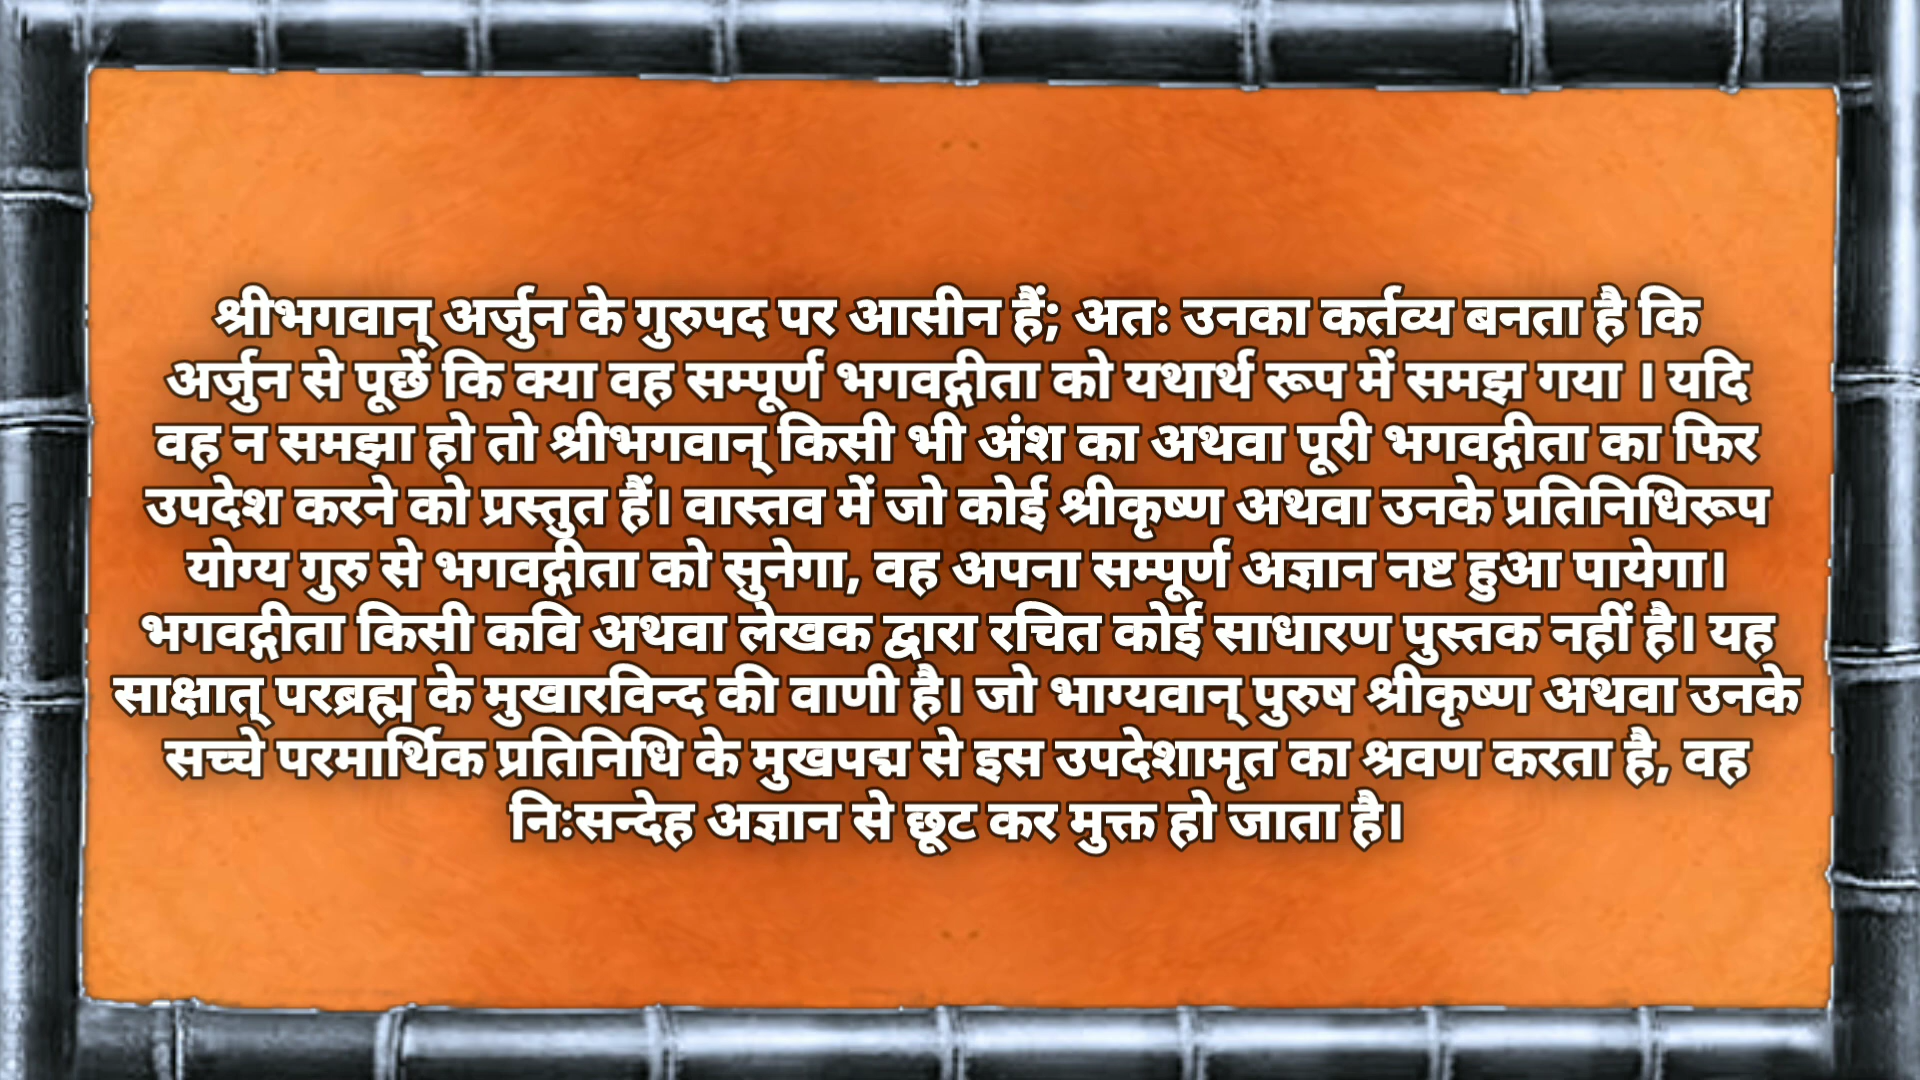 श्रीभगवान् अर्जुन के गुरुपद पर आसीन हैं; अतः उनका कर्तव्य बनता है कि
अर्जुन से पूछें कि क्या वह सम्पूर्ण भगवद्गीता को यथार्थ रूप में समझ गया । यदि
वह न समझा हो तो श्रीभगवान् किसी भी अंश का अथवा पूरी भगवद्गीता का फिर
उपदेश करने को प्रस्तुत हैं। वास्तव में जो कोई श्रीकृष्ण अथवा उनके प्रतिनिधिरूप
योग्य गुरु से भगवद्गीता को सुनेगा, वह अपना सम्पूर्ण अज्ञान नष्ट हुआ पायेगा।
भगवद्गीता किसी कवि अथवा लेखक द्वारा रचित कोई साधारण पुस्तक नहीं है। यह
साक्षात् परब्रह्म के मुखारविन्द की वाणी है। जो भाग्यवान् पुरुष श्रीकृष्ण अथवा उनके
सच्चे परमार्थिक प्रतिनिधि के मुखपद्म से इस उपदेशामृत का श्रवण करता है, वह
निःसन्देह अज्ञान से छूट कर मुक्त हो जाता है।